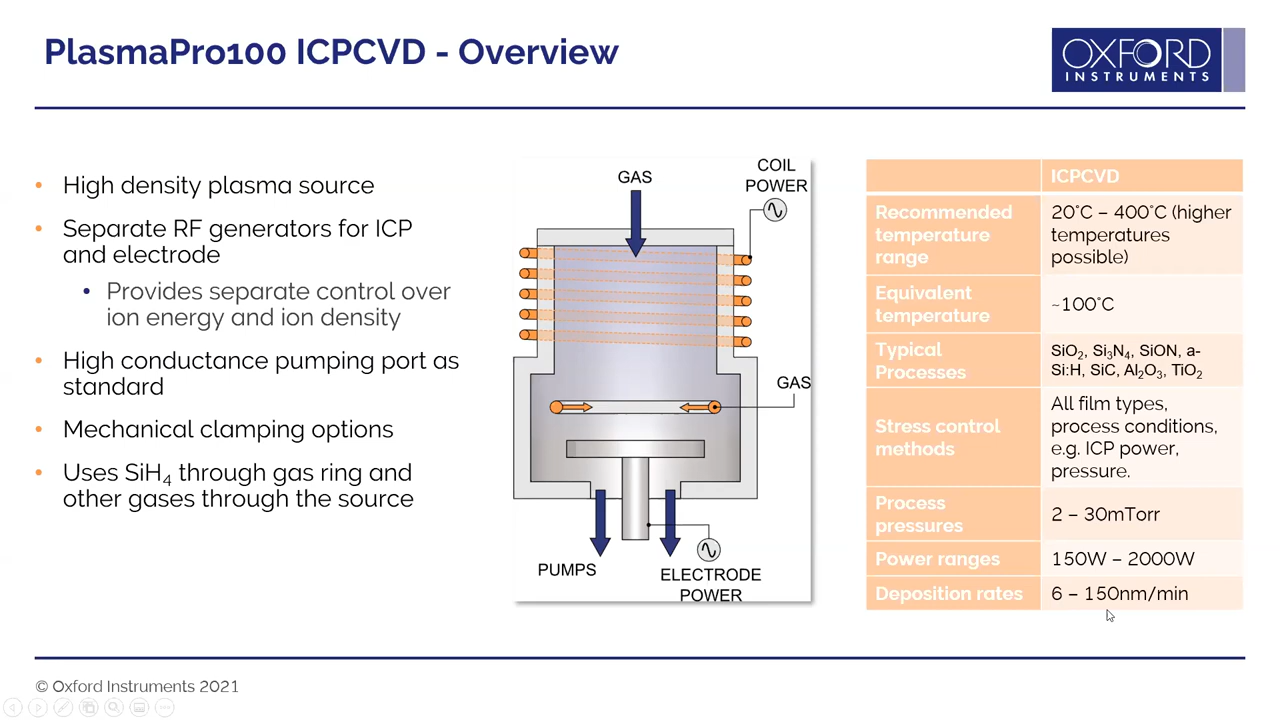 PlasmaPro100 ICPCVD - Overview
OXFORD
INSTRUMENTS
• High density plasma source
• Separate RF generators for ICP
and electrode
• Provides separate control over
ion energy and ion density
• High conductance pumping port as
standard
• Mechanical clamping options
• Uses SiH₄ through gas ring and
other gases through the source
GAS
COIL
POWER
GAS
PUMPS
ELECTRODE
POWER
ICPCVD
Recommended
temperature
range
20°C – 400°C (higher
temperatures
possible)
Equivalent
temperature
~100°C
Typical
Processes
SiO₂, Si₃N₄, SiON, a-
Si:H, SiC, Al₂O₃, TiO₂
Stress control
methods
All film types,
process conditions,
e.g. ICP power,
pressure.
Process
pressures
2 – 30mTorr
Power ranges
150W – 2000W
Deposition rates
6 – 150nm/min
© Oxford Instruments 2021